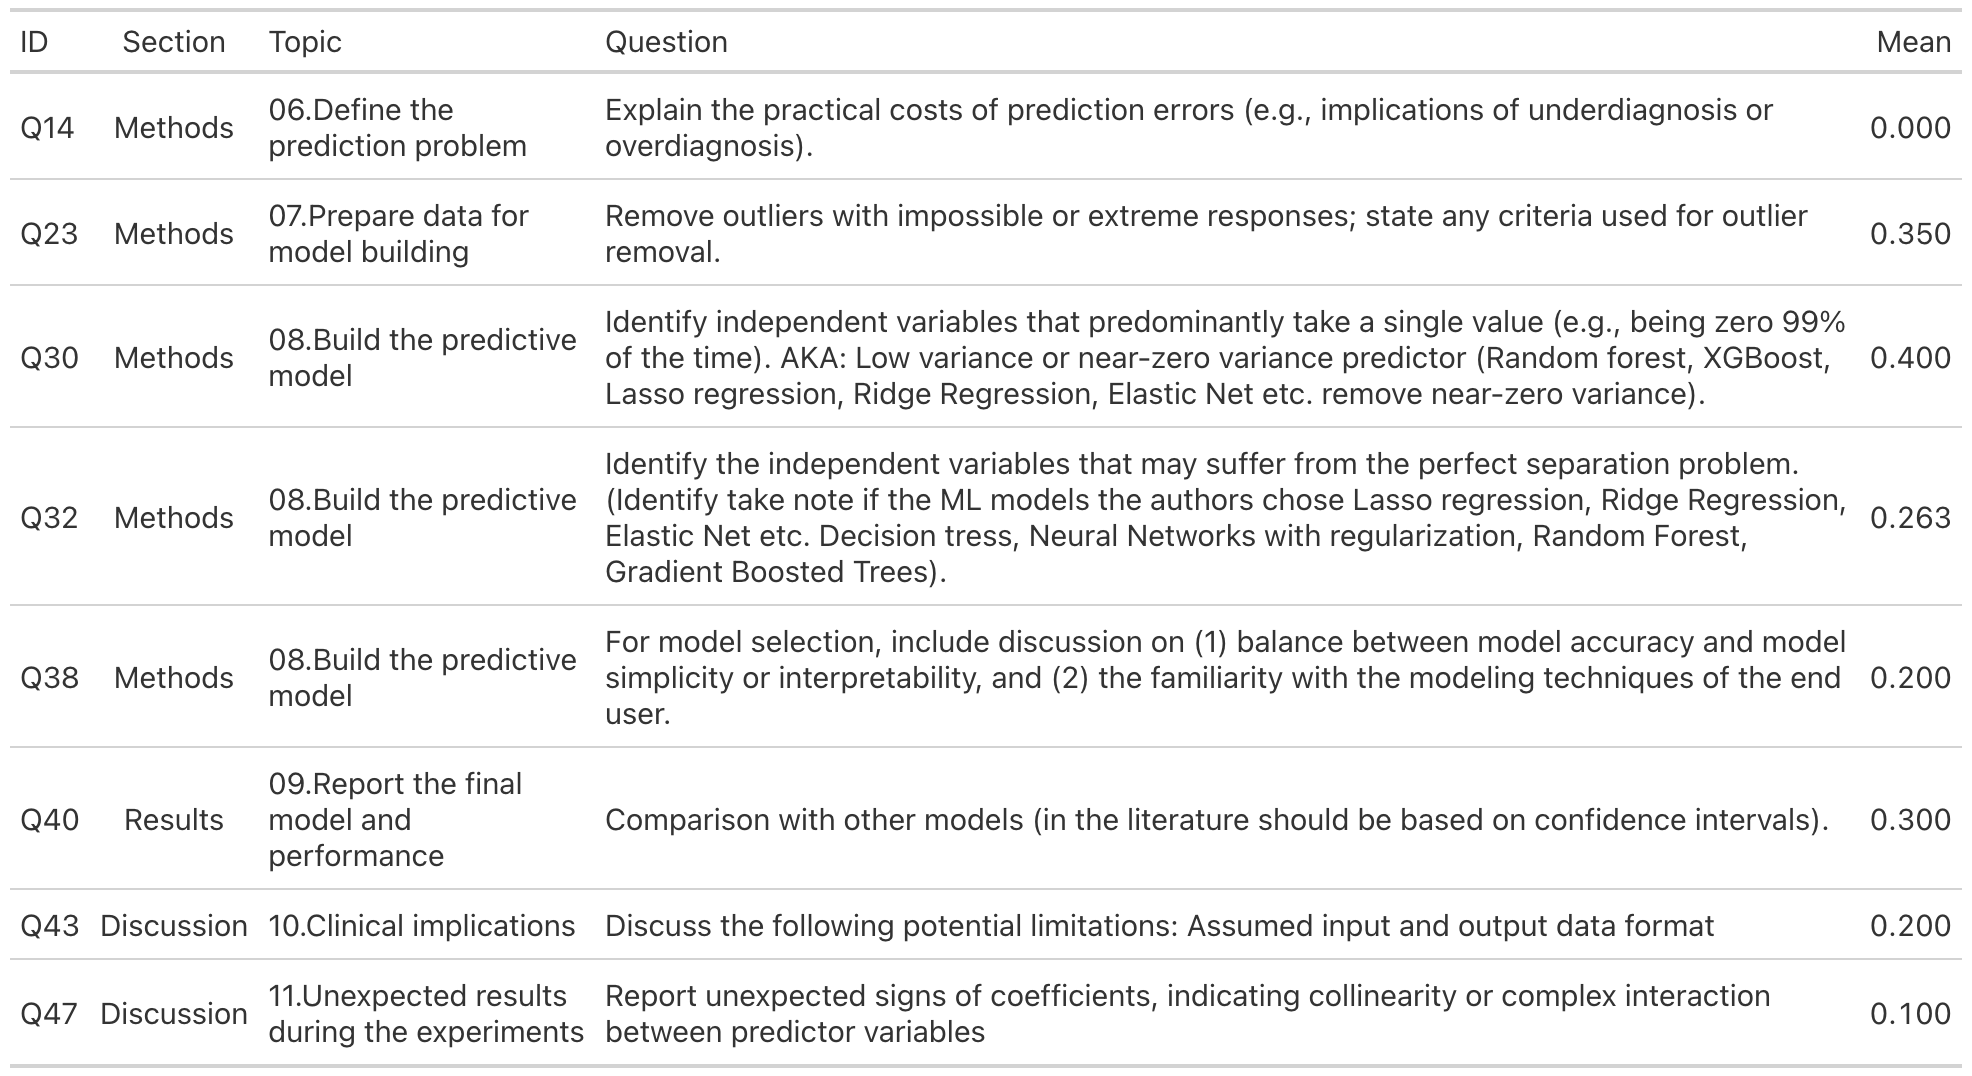 ID Section Topic Question Mean
Q14 Methods 06.Define the prediction problem Explain the practical costs of prediction errors (e.g., implications of underdiagnosis or overdiagnosis). 0.000
Q23 Methods 07.Prepare data for model building Remove outliers with impossible or extreme responses; state any criteria used for outlier removal. 0.350
Q30 Methods 08.Build the predictive model Identify independent variables that predominantly take a single value (e.g., being zero 99% of the time). AKA: Low variance or near-zero variance predictor (Random forest, XGBoost, Lasso regression, Ridge Regression, Elastic Net etc. remove near-zero variance). 0.400
Q32 Methods 08.Build the predictive model Identify the independent variables that may suffer from the perfect separation problem. (Identify take note if the ML models the authors chose Lasso regression, Ridge Regression, Elastic Net etc. Decision tress, Neural Networks with regularization, Random Forest, Gradient Boosted Trees). 0.263
Q38 Methods 08.Build the predictive model For model selection, include discussion on (1) balance between model accuracy and model simplicity or interpretability, and (2) the familiarity with the modeling techniques of the end user. 0.200
Q40 Results 09.Report the final model and performance Comparison with other models (in the literature should be based on confidence intervals). 0.300
Q43 Discussion 10.Clinical implications Discuss the following potential limitations: Assumed input and output data format 0.200
Q47 Discussion 11.Unexpected results during the experiments Report unexpected signs of coefficients, indicating collinearity or complex interaction between predictor variables 0.100